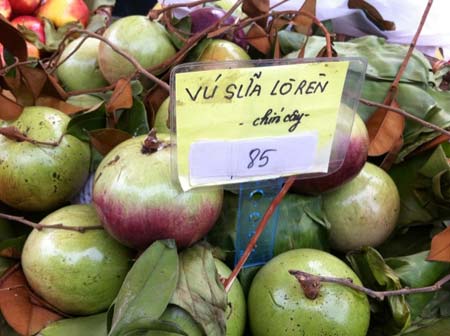 VÚ SỮA LÒ RÈN
- chín cây -
85